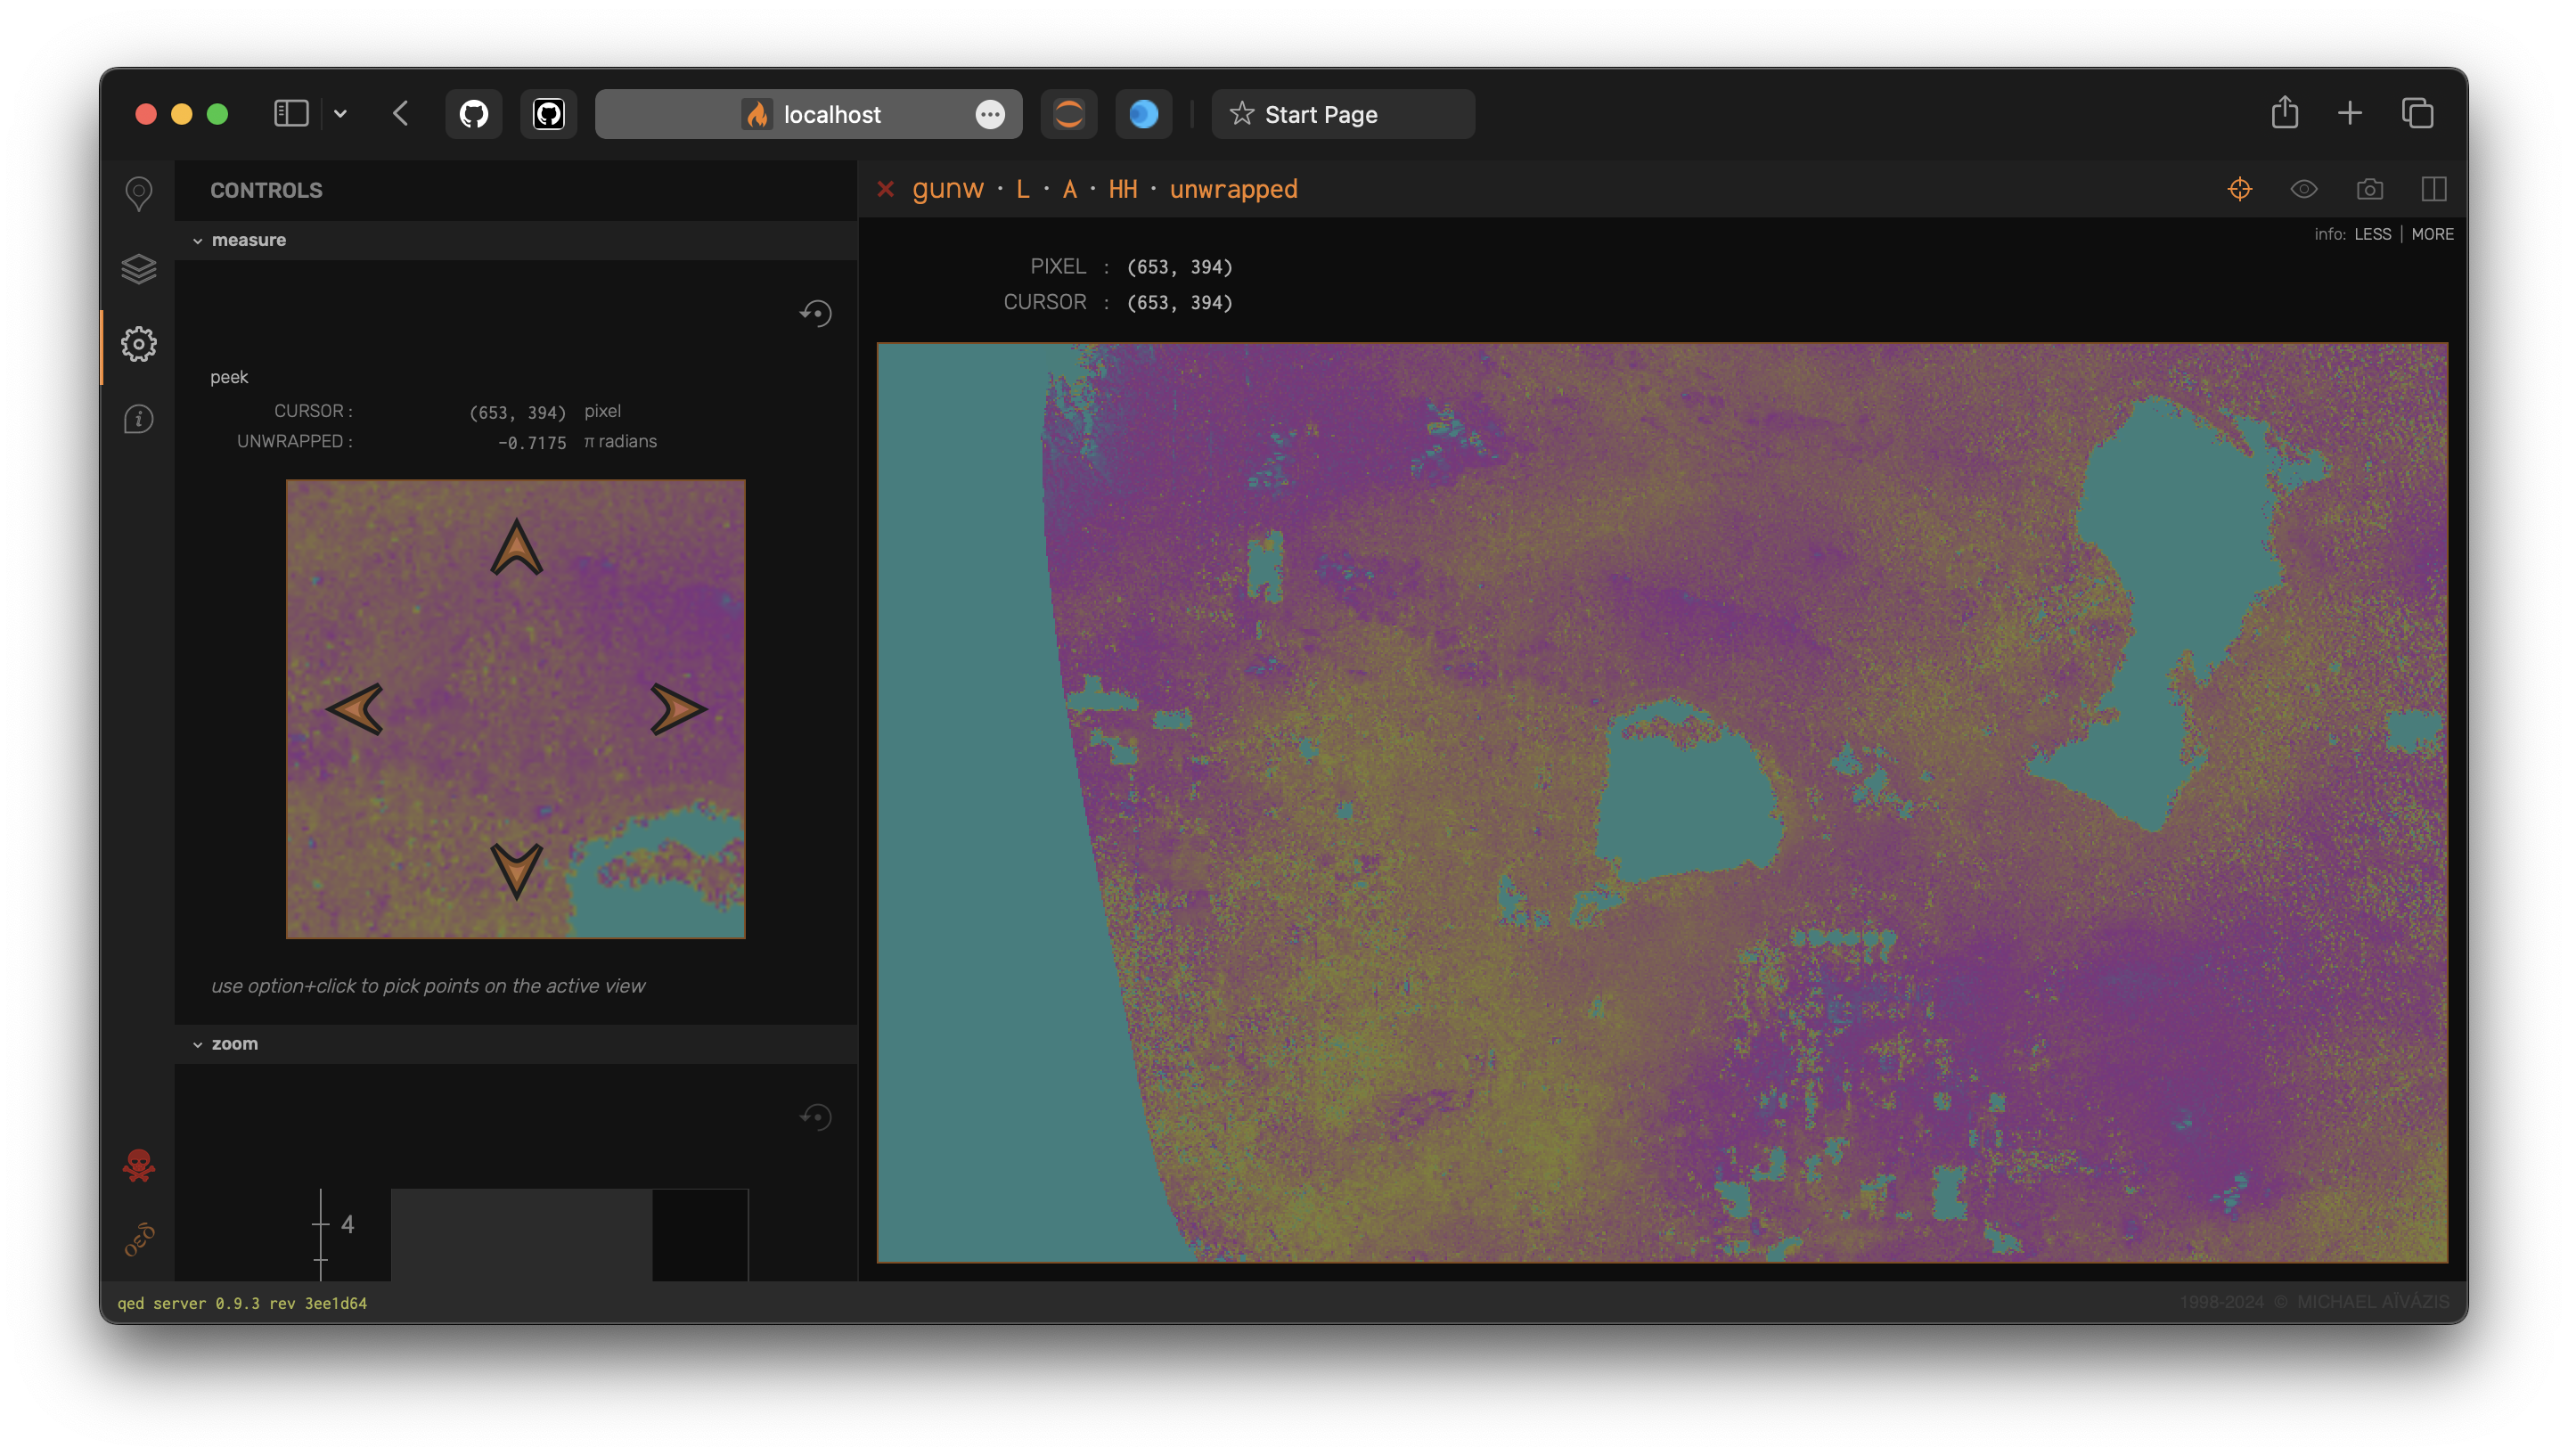 localhost
Start Page
CONTROLS
measure
peek
CURSOR : (653, 394) pixel
UNWRAPPED : -0.7175 π radians
use option+click to pick points on the active view
zoom
4
gunw · L · A · HH · unwrapped
info: LESS | MORE
PIXEL : (653, 394)
CURSOR : (653, 394)
qed server 0.9.3 rev 3ee1d64
1998-2024 © MICHAEL AÏVÁZIS